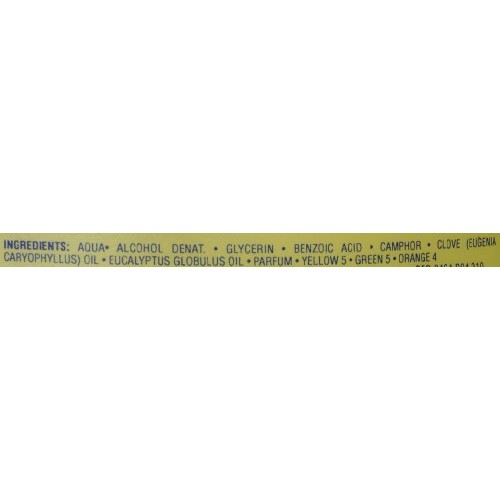 INGREDIENTS: AQUA• ALCOHOL DENAT. • GLYCERIN • BENZOIC ACID • CAMPHOR • CLOVE (EUGENIA
CARYOPHYLLUS) OIL • EUCALYPTUS GLOBULUS OIL • PARFUM • YELLOW 5 • GREEN 5 • ORANGE 4